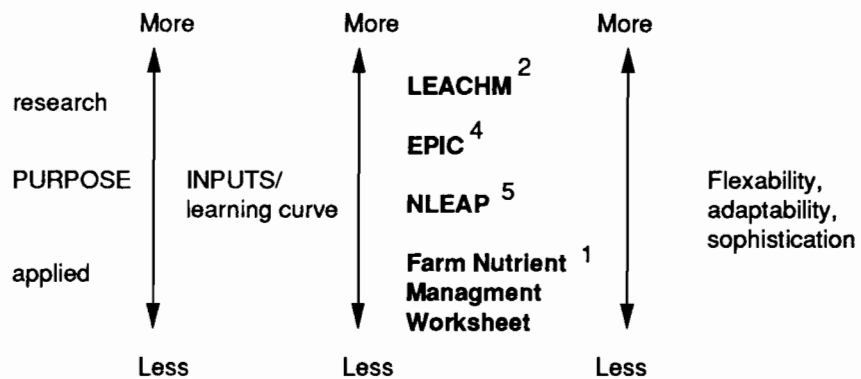 More More More
LEACHM 2
research
EPIC 4
PURPOSE INPUTS/ Flexability,
learning curve NLEAP 5 adaptability,
sophistication
applied Farm Nutrient 1
Managment
Worksheet
Less Less Less